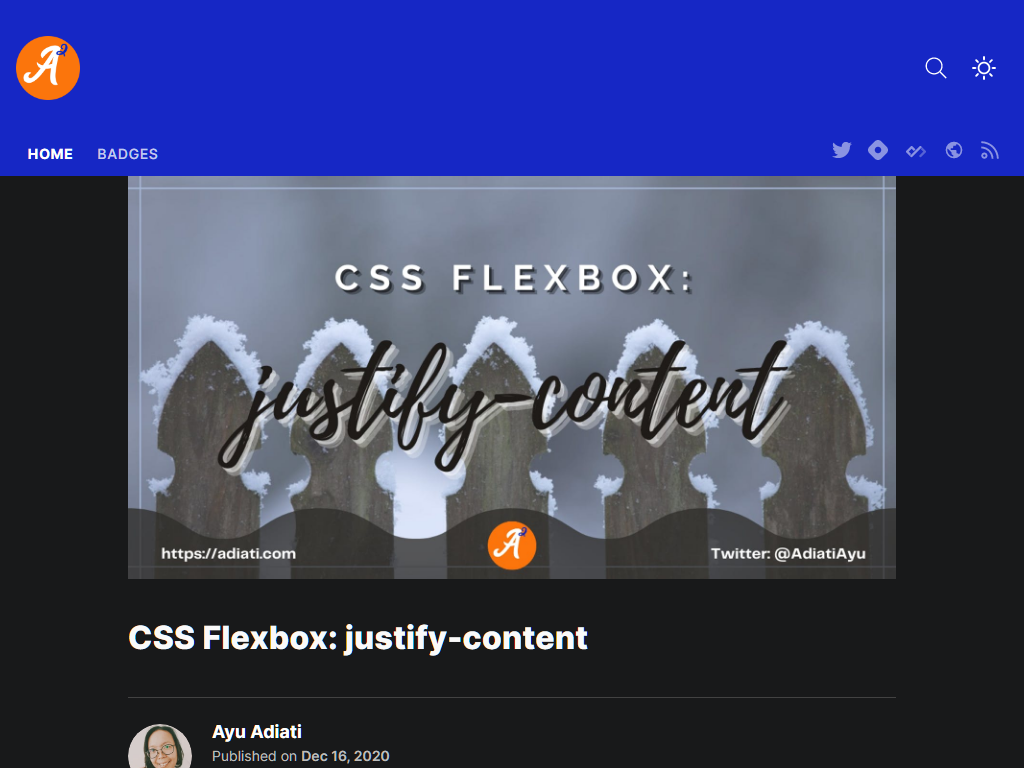 A
HOME BADGES
CSS FLEXBOX:
justify-content
https://adiati.com
A
Twitter: @AdiatiAyu
CSS Flexbox: justify-content
Ayu Adiati
Published on Dec 16, 2020